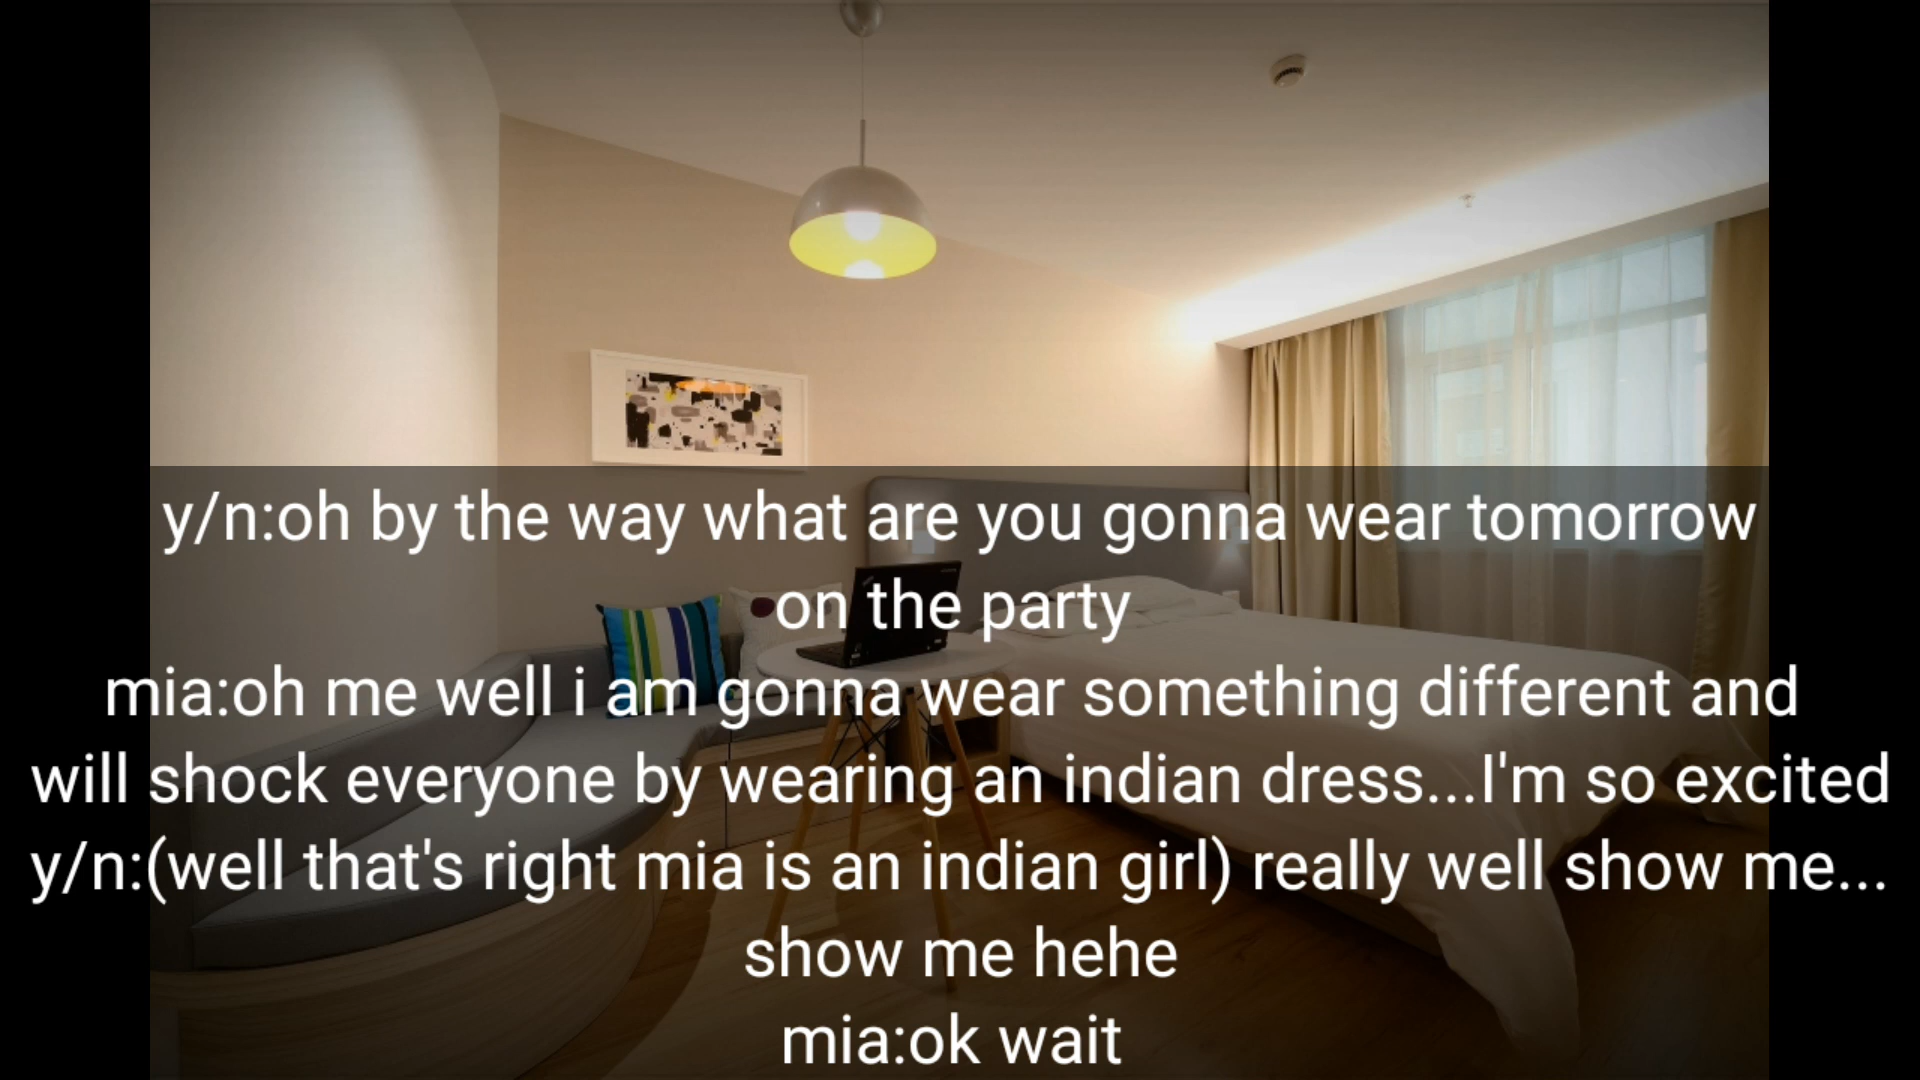 y/n:oh by the way what are you gonna wear tomorrow
on the party
mia:oh me well i am gonna wear something different and
will shock everyone by wearing an indian dress...I'm so excited
y/n:(well that's right mia is an indian girl) really well show me...
show me hehe
mia:ok wait